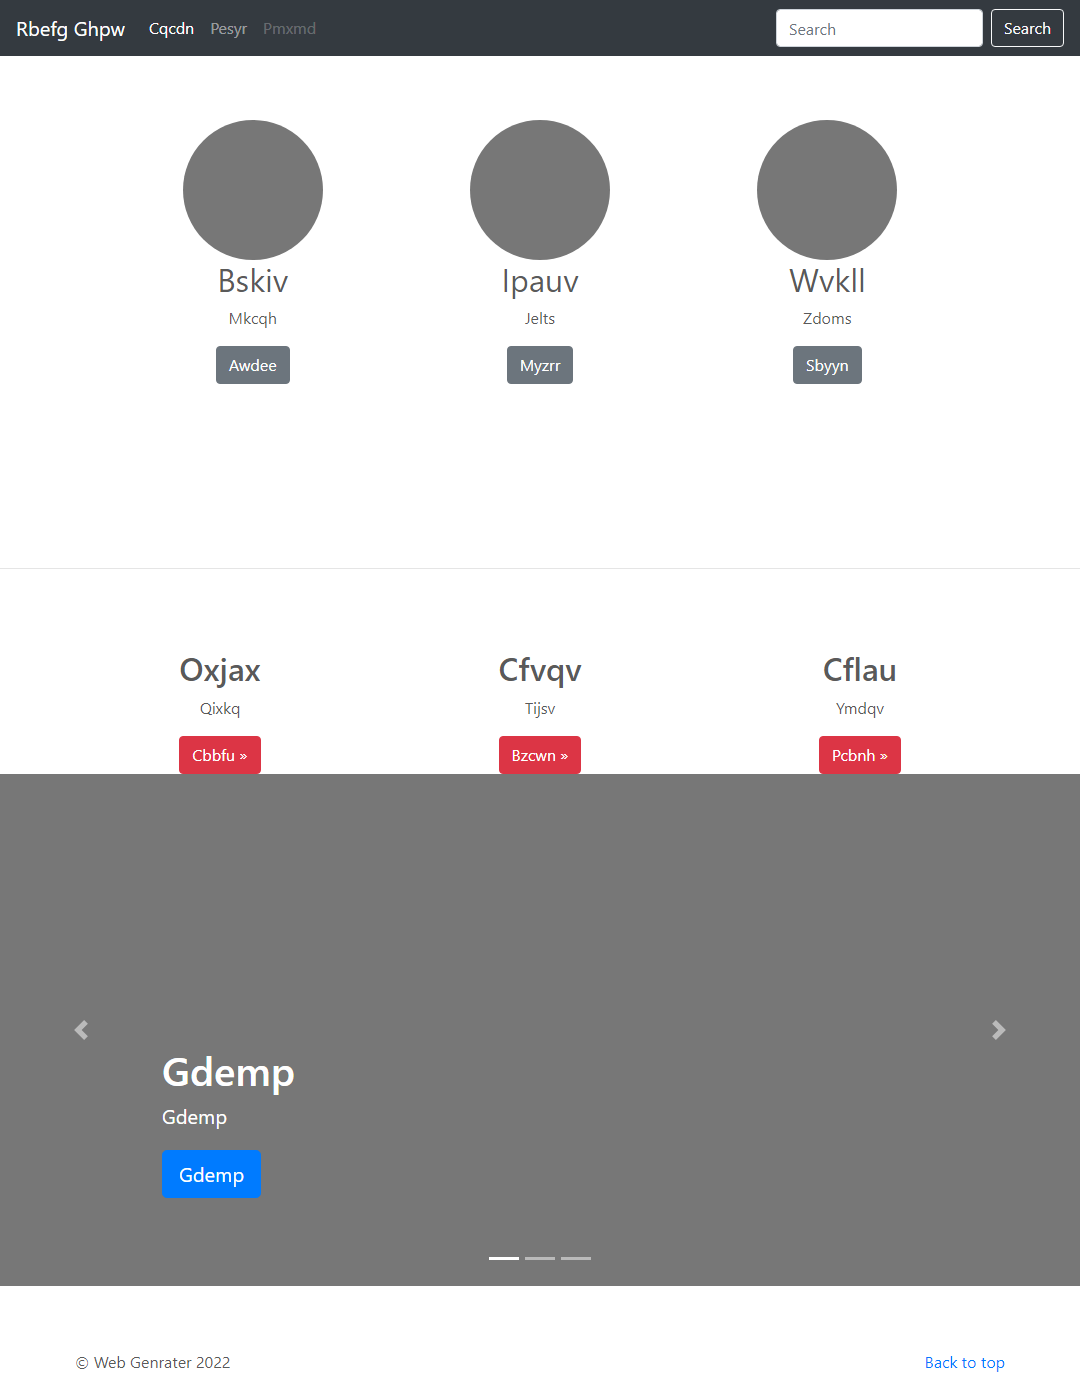 Rbefg Ghpw Cqcdn Pesyr Pmxmd Search Search
Bskiv Ipauv Wvkll
Mkcqh Jelts Zdoms
Awdee Myzrr Sbyyn
Oxjax Cfvqv Cflau
Qixkq Tijsv Ymdqv
Cbbfu » Bzcwn » Pcbnh »
Gdemp
Gdemp
Gdemp
© Web Genrater 2022 Back to top